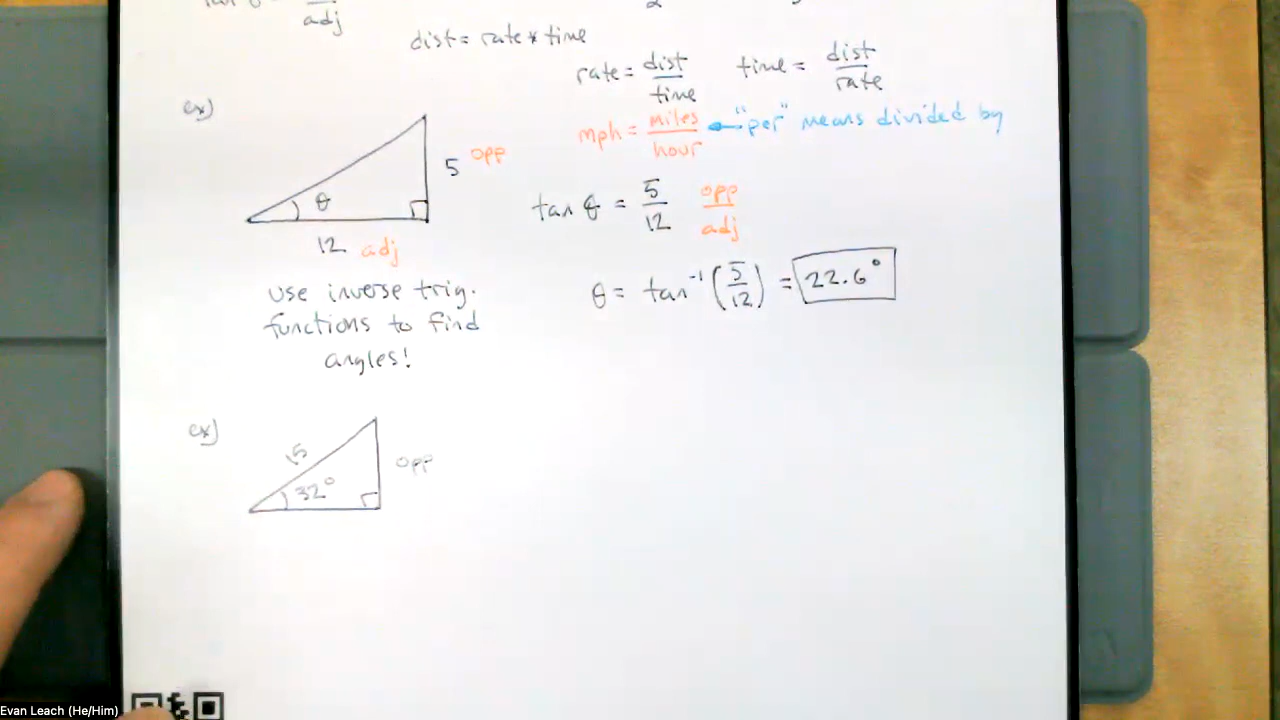 adj
dist = rate * time
rate = dist/time time = dist/rate
ex)
mph = miles/hour ← "per" means divided by
5 opp
θ
tan θ = 5/12 opp/adj
12 adj
θ = tan⁻¹(5/12) = 22.6°
use inverse trig.
functions to find
angles!
ex)
15
32°
opp
Evan Leach (He/Him)